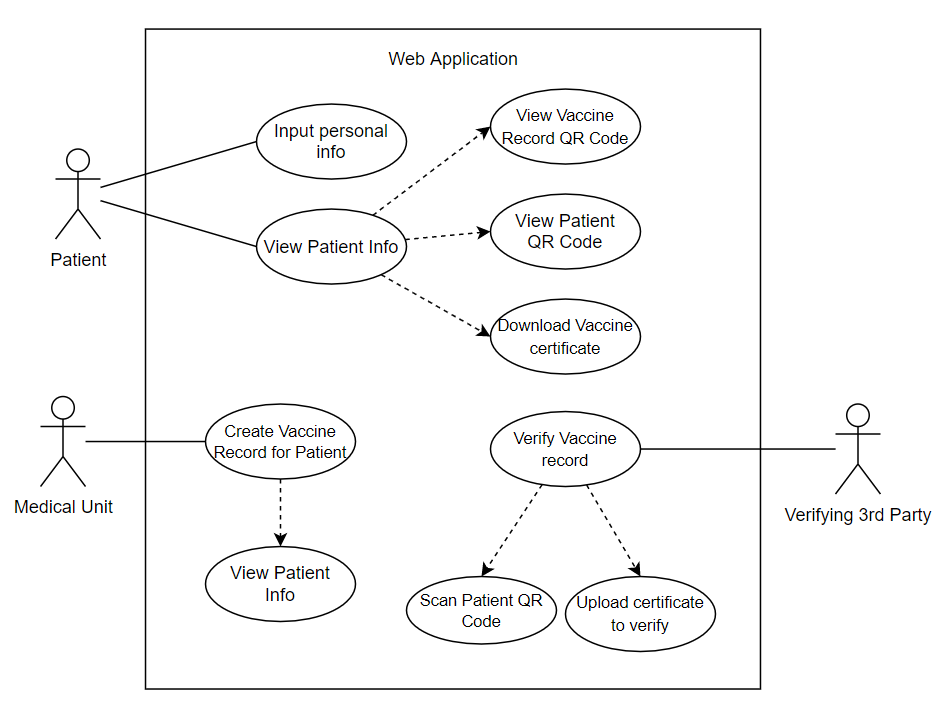 Web Application
Input personal
info
View Vaccine
Record QR Code
View Patient Info
View Patient
QR Code
Download Vaccine
certificate
Patient
Create Vaccine
Record for Patient
Verify Vaccine
record
Medical Unit
Verifying 3rd Party
View Patient
Info
Scan Patient QR
Code
Upload certificate
to verify